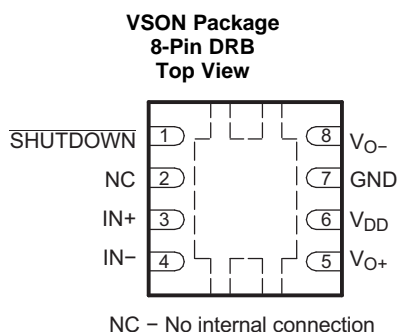 VSON Package
8-Pin DRB
Top View
SHUTDOWN 1 8 VO−
NC 2 7 GND
IN+ 3 6 VDD
IN− 4 5 VO+
NC − No internal connection